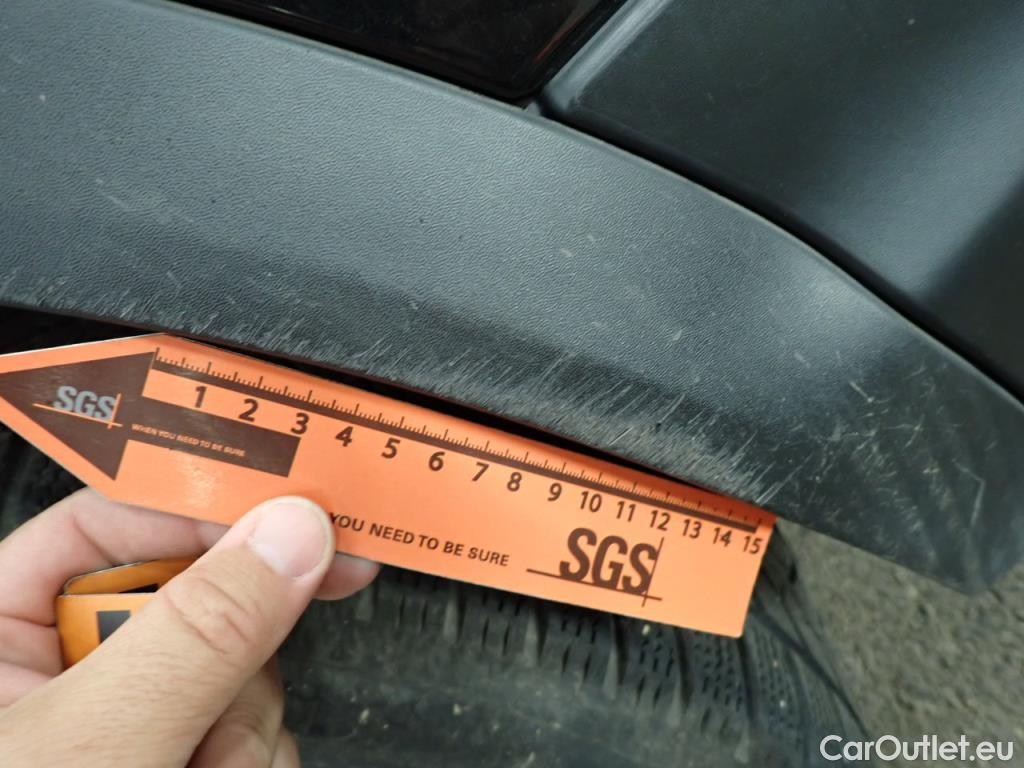 SGS
WHEN YOU NEED TO BE SURE
1 2 3 4 5 6 7 8 9 10 11 12 13 14 15
YOU NEED TO BE SURE
SGS
CarOutlet.eu